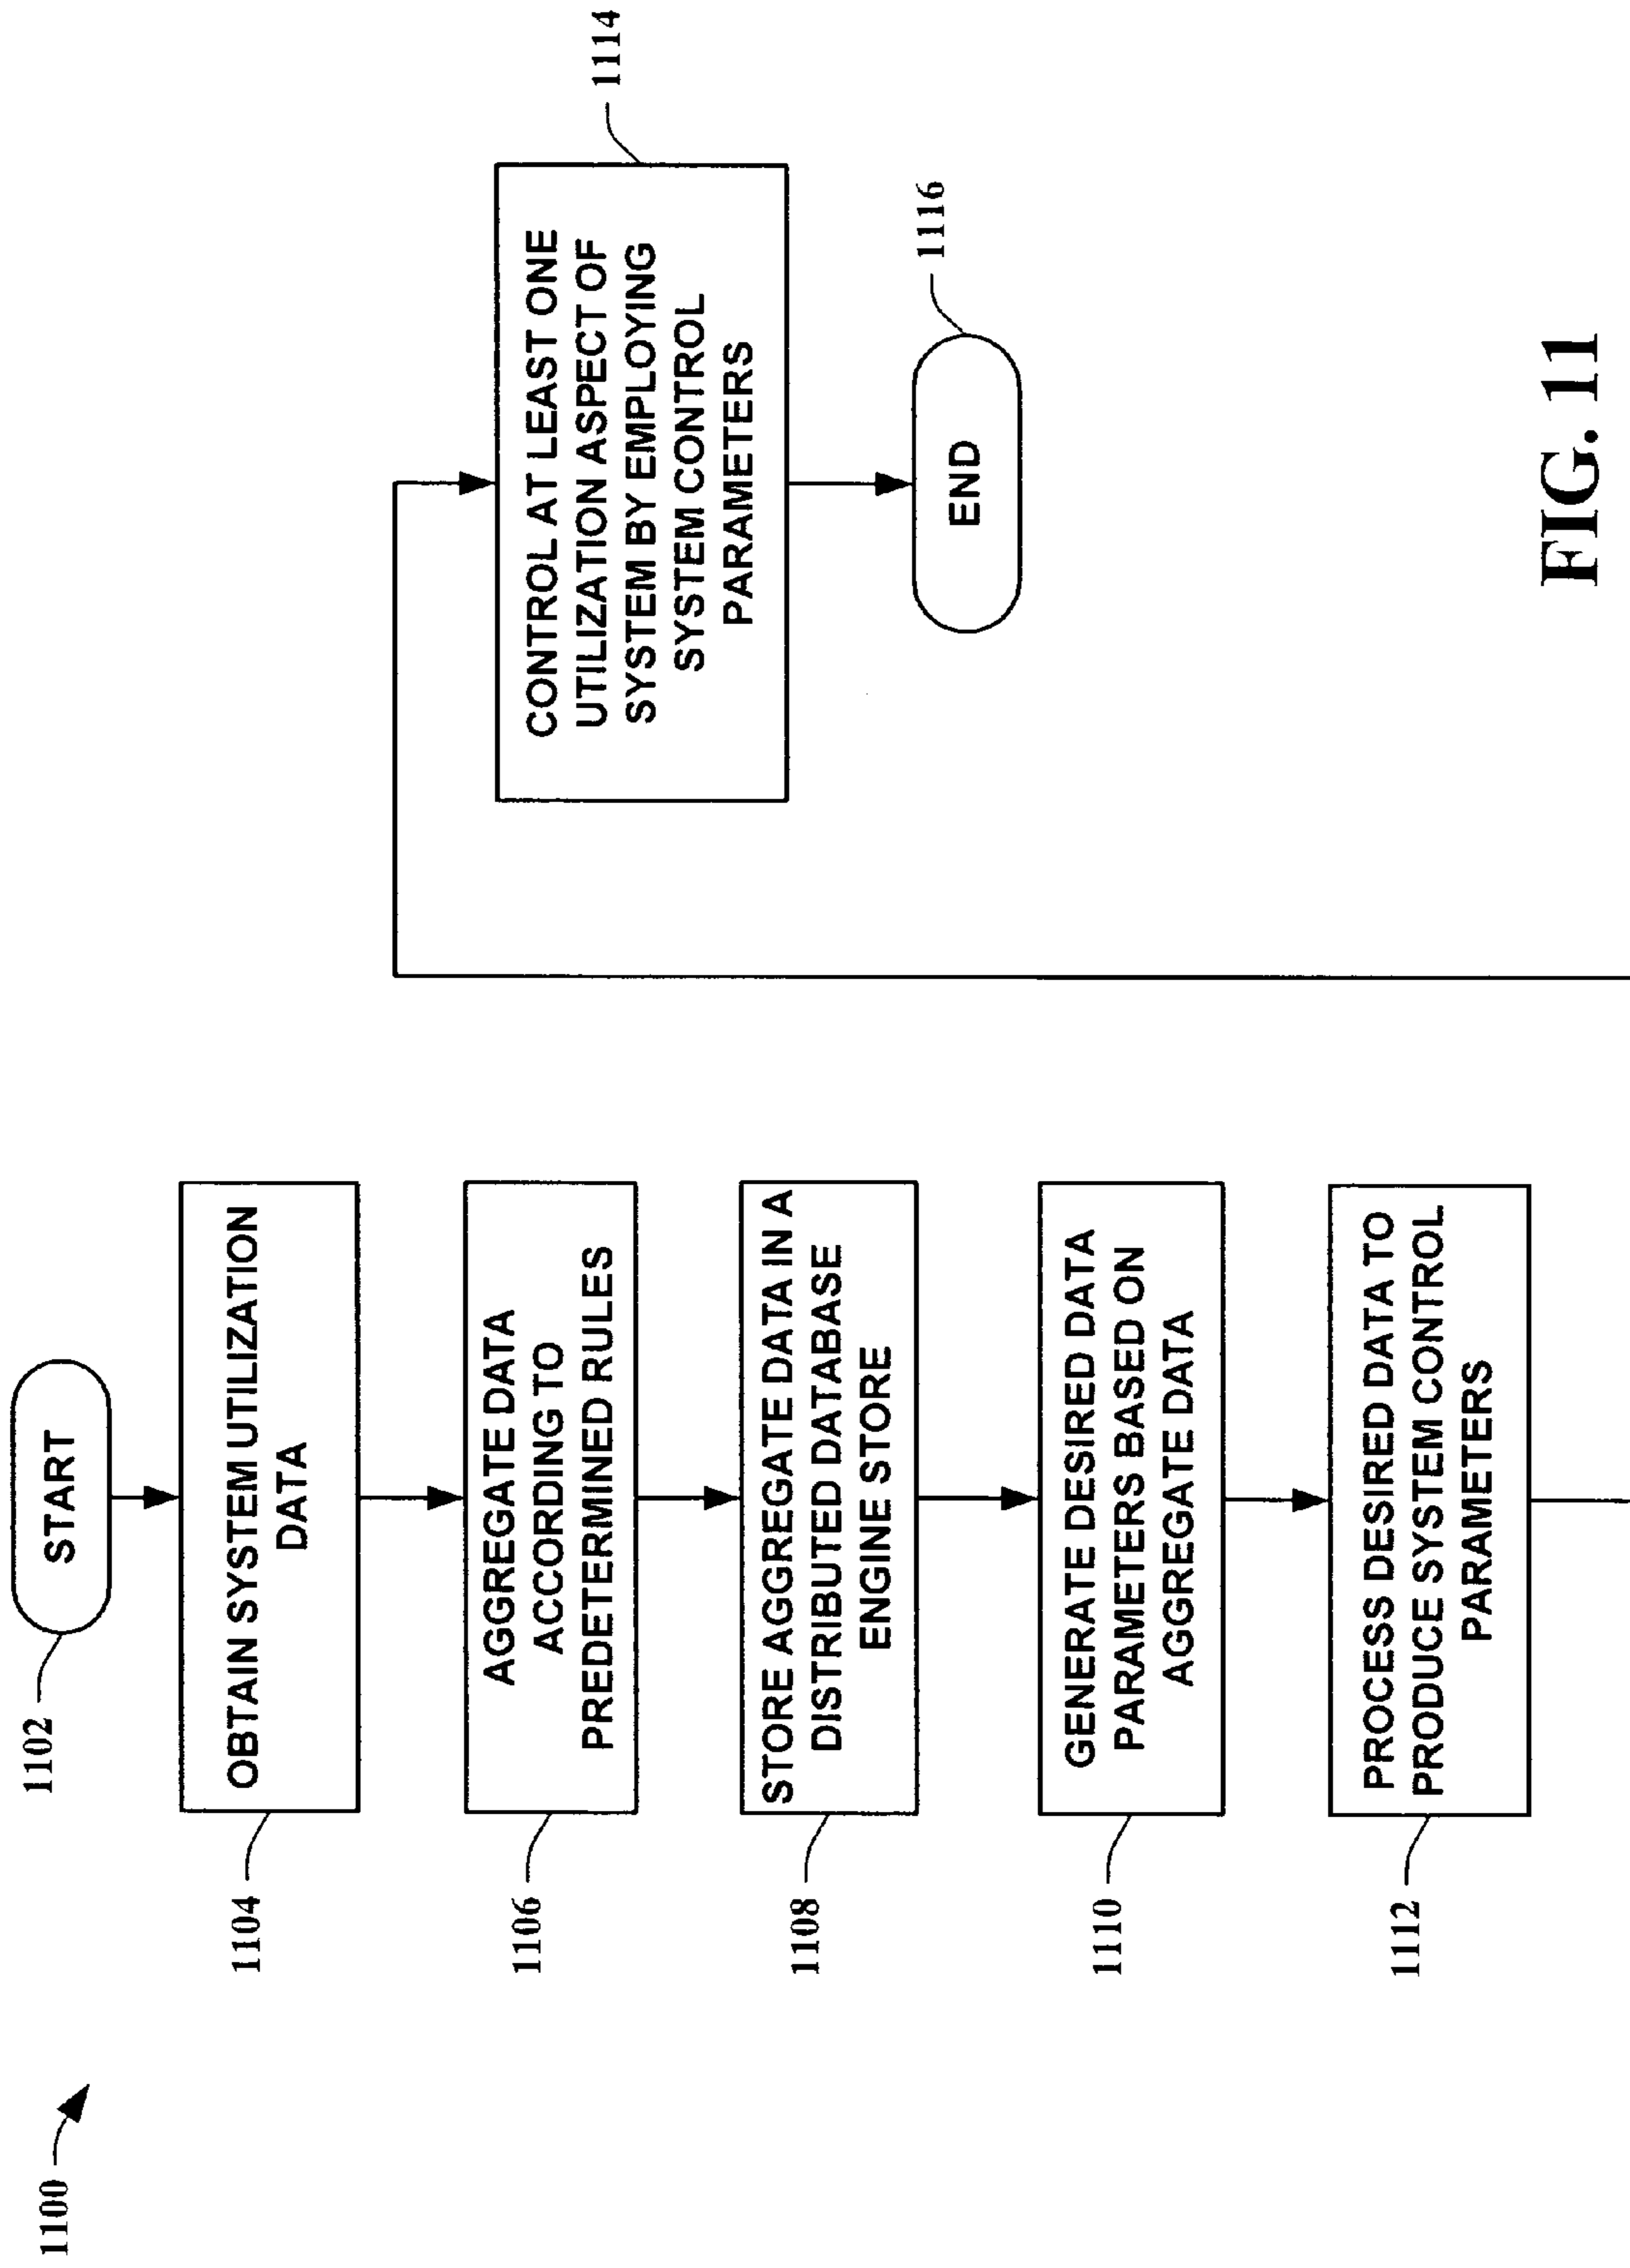 1100
1102
START
1104
OBTAIN SYSTEM UTILIZATION
DATA
1106
AGGREGATE DATA
ACCORDING TO
PREDETERMINED RULES
1108
STORE AGGREGATE DATA IN A
DISTRIBUTED DATABASE
ENGINE STORE
1110
GENERATE DESIRED DATA
PARAMETERS BASED ON
AGGREGATE DATA
1112
PROCESS DESIRED DATA TO
PRODUCE SYSTEM CONTROL
PARAMETERS
1114
CONTROL AT LEAST ONE
UTILIZATION ASPECT OF
SYSTEM BY EMPLOYING
SYSTEM CONTROL
PARAMETERS
1116
END
FIG. 11